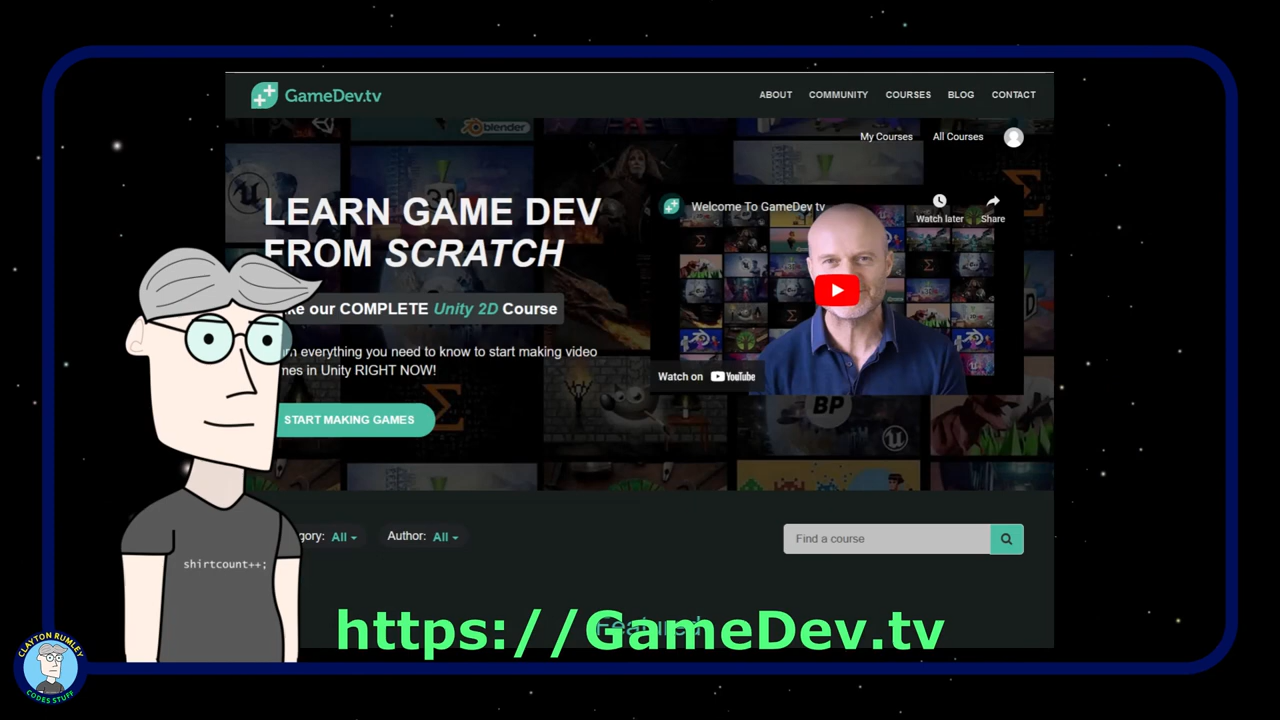 GameDev.tv
ABOUT COMMUNITY COURSES BLOG CONTACT
blender
My Courses All Courses
LEARN GAME DEV
FROM SCRATCH
Welcome To GameDev tv
Watch later Share
COMPLETE Unity 2D Course
our
everything you need to know to start making video
in Unity RIGHT NOW!
Watch on YouTube
START MAKING GAMES
BP
All Author: All
Find a course
shirtcount++;
Featured
https://GameDev.tv
CLAYTON RUMLEY
CODES STUFF